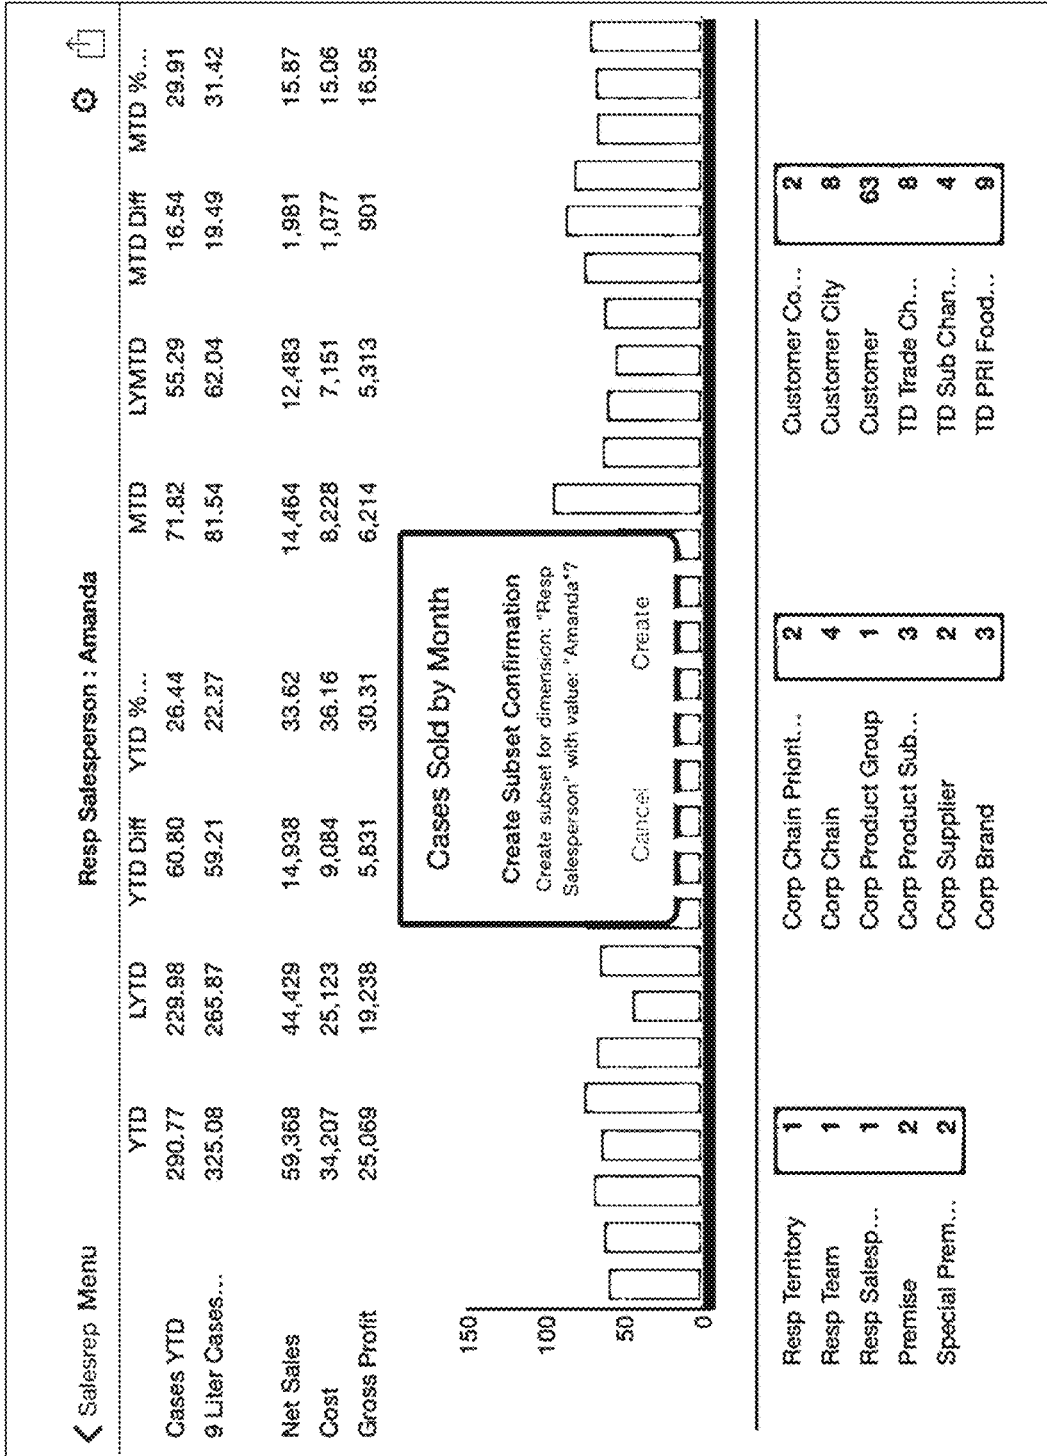 Salesrep Menu
Resp Salesperson : Amanda
YTD LYTD YTD Diff YTD %... MTD LYMTD MTD Diff MTD %...
Cases YTD 290.77 229.98 60.80 26.44 71.82 55.29 16.54 29.91
9 Liter Cases... 325.08 265.87 59.21 22.27 81.54 62.04 19.49 31.42
Net Sales 59,368 44,429 14,938 33.62 14,464 12,483 1,981 15.87
Cost 34,207 25,123 9,084 36.16 8,228 7,151 1,077 15.06
Gross Profit 25,069 19,238 5,831 30.31 6,214 5,313 901 16.95
Cases Sold by Month
Create Subset Confirmation
Create subset for dimension: "Resp
Salesperson" with value: "Amanda"?
Cancel Create
150
100
50
0
Resp Territory 1
Resp Team 1
Resp Salesp... 1
Premise 2
Special Prem... 2
Corp Chain Priorit... 2
Corp Chain 4
Corp Product Group 1
Corp Product Sub... 3
Corp Supplier 2
Corp Brand 3
Customer Co... 2
Customer City 8
Customer 63
TD Trade Ch... 8
TD Sub Chan... 4
TD PRI Food... 9